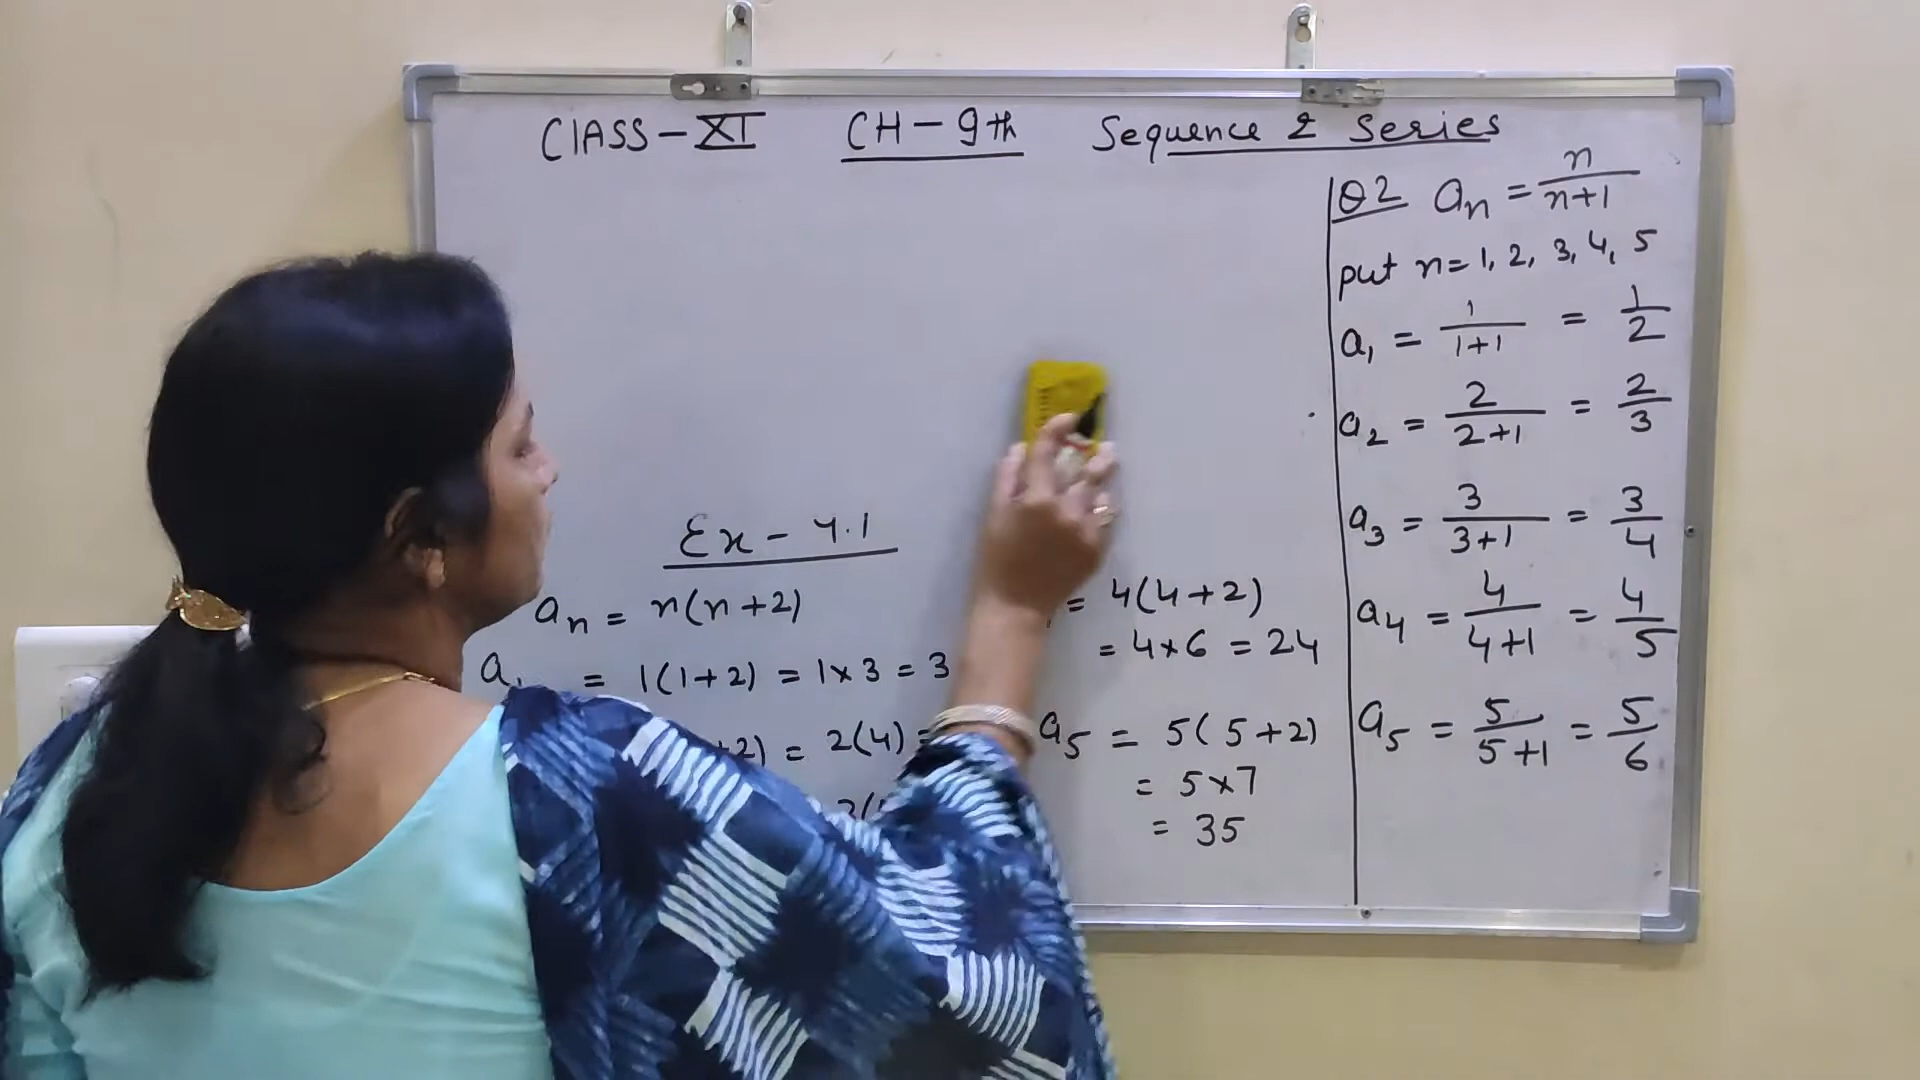 CLASS-XI CH-9th Sequence & Series
Ex-9.1
an = n(n+2)
a1 = 1(1+2) = 1×3 = 3
+2) = 2(4) =
= 4(4+2)
= 4×6 = 24
a5 = 5(5+2)
= 5×7
= 35
Q2 an = n/n+1
put n=1, 2, 3, 4, 5
a1 = 1/1+1 = 1/2
a2 = 2/2+1 = 2/3
a3 = 3/3+1 = 3/4
a4 = 4/4+1 = 4/5
a5 = 5/5+1 = 5/6